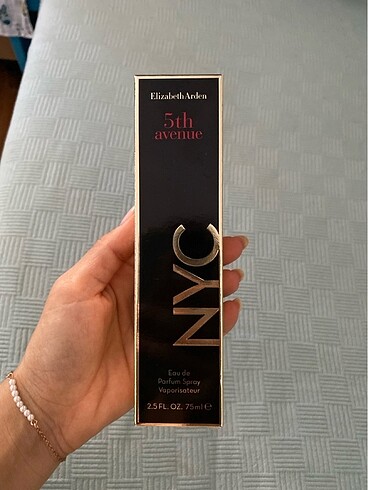 Elizabeth Arden
5th
avenue
NYC
Eau de
Parfum Spray
Vaporisateur
2.5 FL. OZ. 75ml ℮